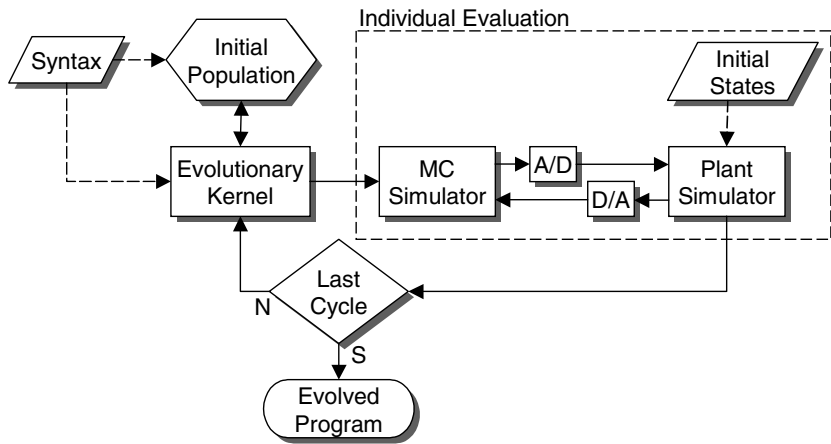 Individual Evaluation
Syntax
Initial
Population
Initial
States
Evolutionary
Kernel
MC
Simulator
A/D
D/A
Plant
Simulator
Last
Cycle
N
S
Evolved
Program